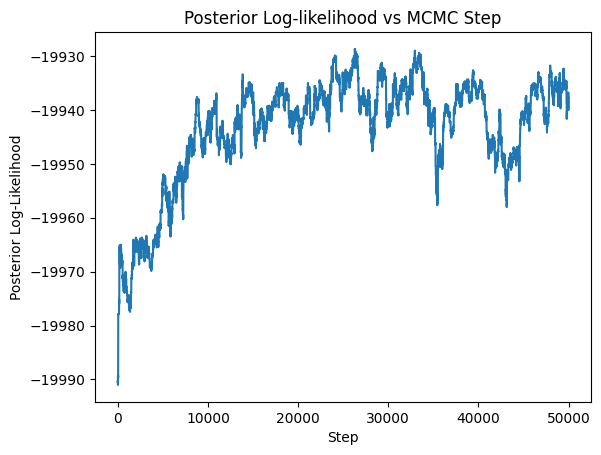 Posterior Log-likelihood vs MCMC Step
Posterior Log-Likelihood
−19930
−19940
−19950
−19960
−19970
−19980
−19990
0 10000 20000 30000 40000 50000
Step